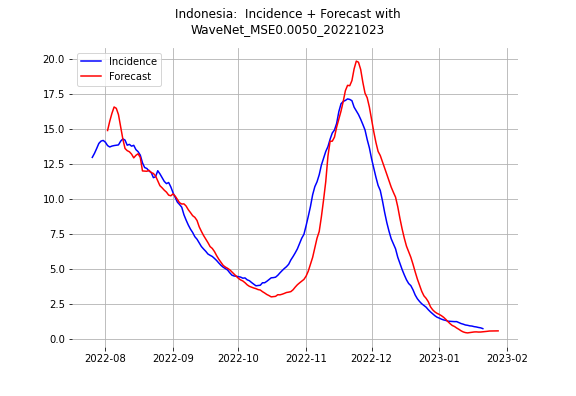 Indonesia:  Incidence + Forecast with
WaveNet_MSE0.0050_20221023
Incidence
Forecast
20.0
17.5
15.0
12.5
10.0
7.5
5.0
2.5
0.0
2022-08 2022-09 2022-10 2022-11 2022-12 2023-01 2023-02